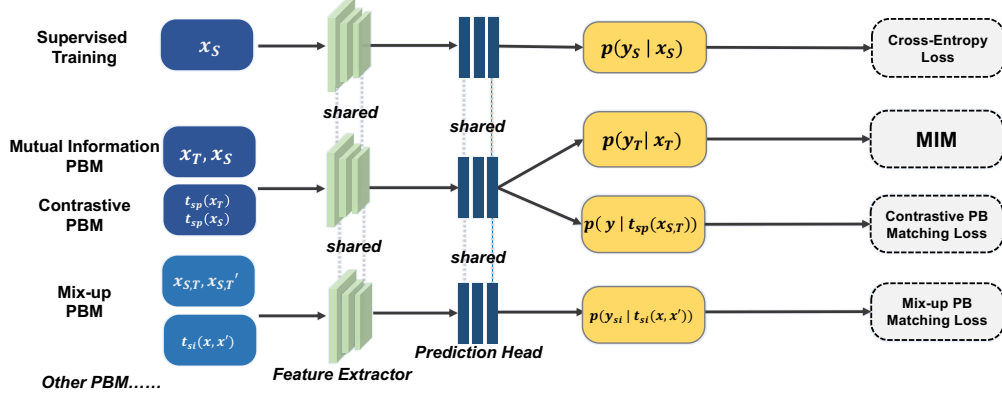 Supervised
Training
x_S
p(y_S | x_S)
Cross-Entropy
Loss
shared
shared
Mutual Information
PBM
x_T, x_S
p(y_T | x_T)
MIM
Contrastive
PBM
t_sp(x_T)
t_sp(x_S)
p( y | t_sp(x_S,T))
Contrastive PB
Matching Loss
shared
shared
Mix-up
PBM
x_S,T, x_S,T'
t_si(x, x')
p(y_si | t_si(x, x'))
Mix-up PB
Matching Loss
Prediction Head
Feature Extractor
Other PBM……